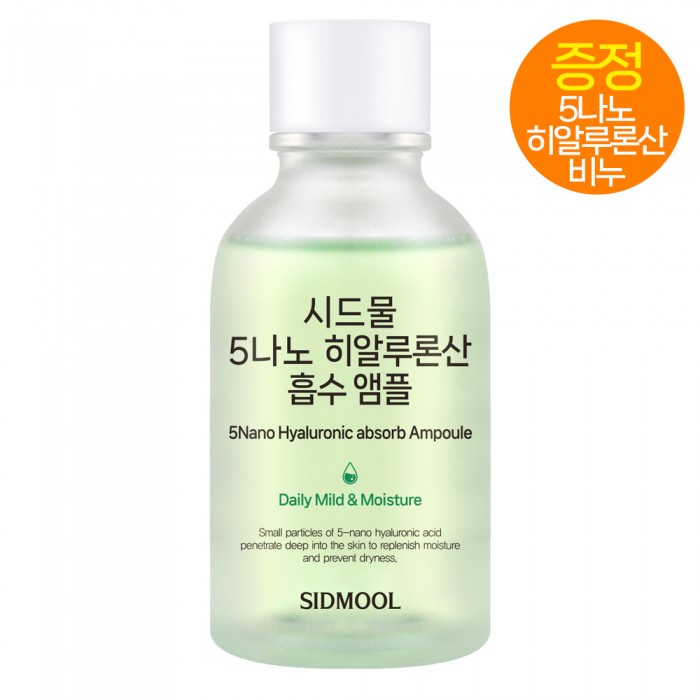 증정
5나노
히알루론산
비누
시드물
5나노 히알루론산
흡수 앰플
5Nano Hyaluronic absorb Ampoule
Daily Mild & Moisture
Small particles of 5-nano hyaluronic acid
penetrate deep into the skin to replenish moisture
and prevent dryness.
SIDMOOL